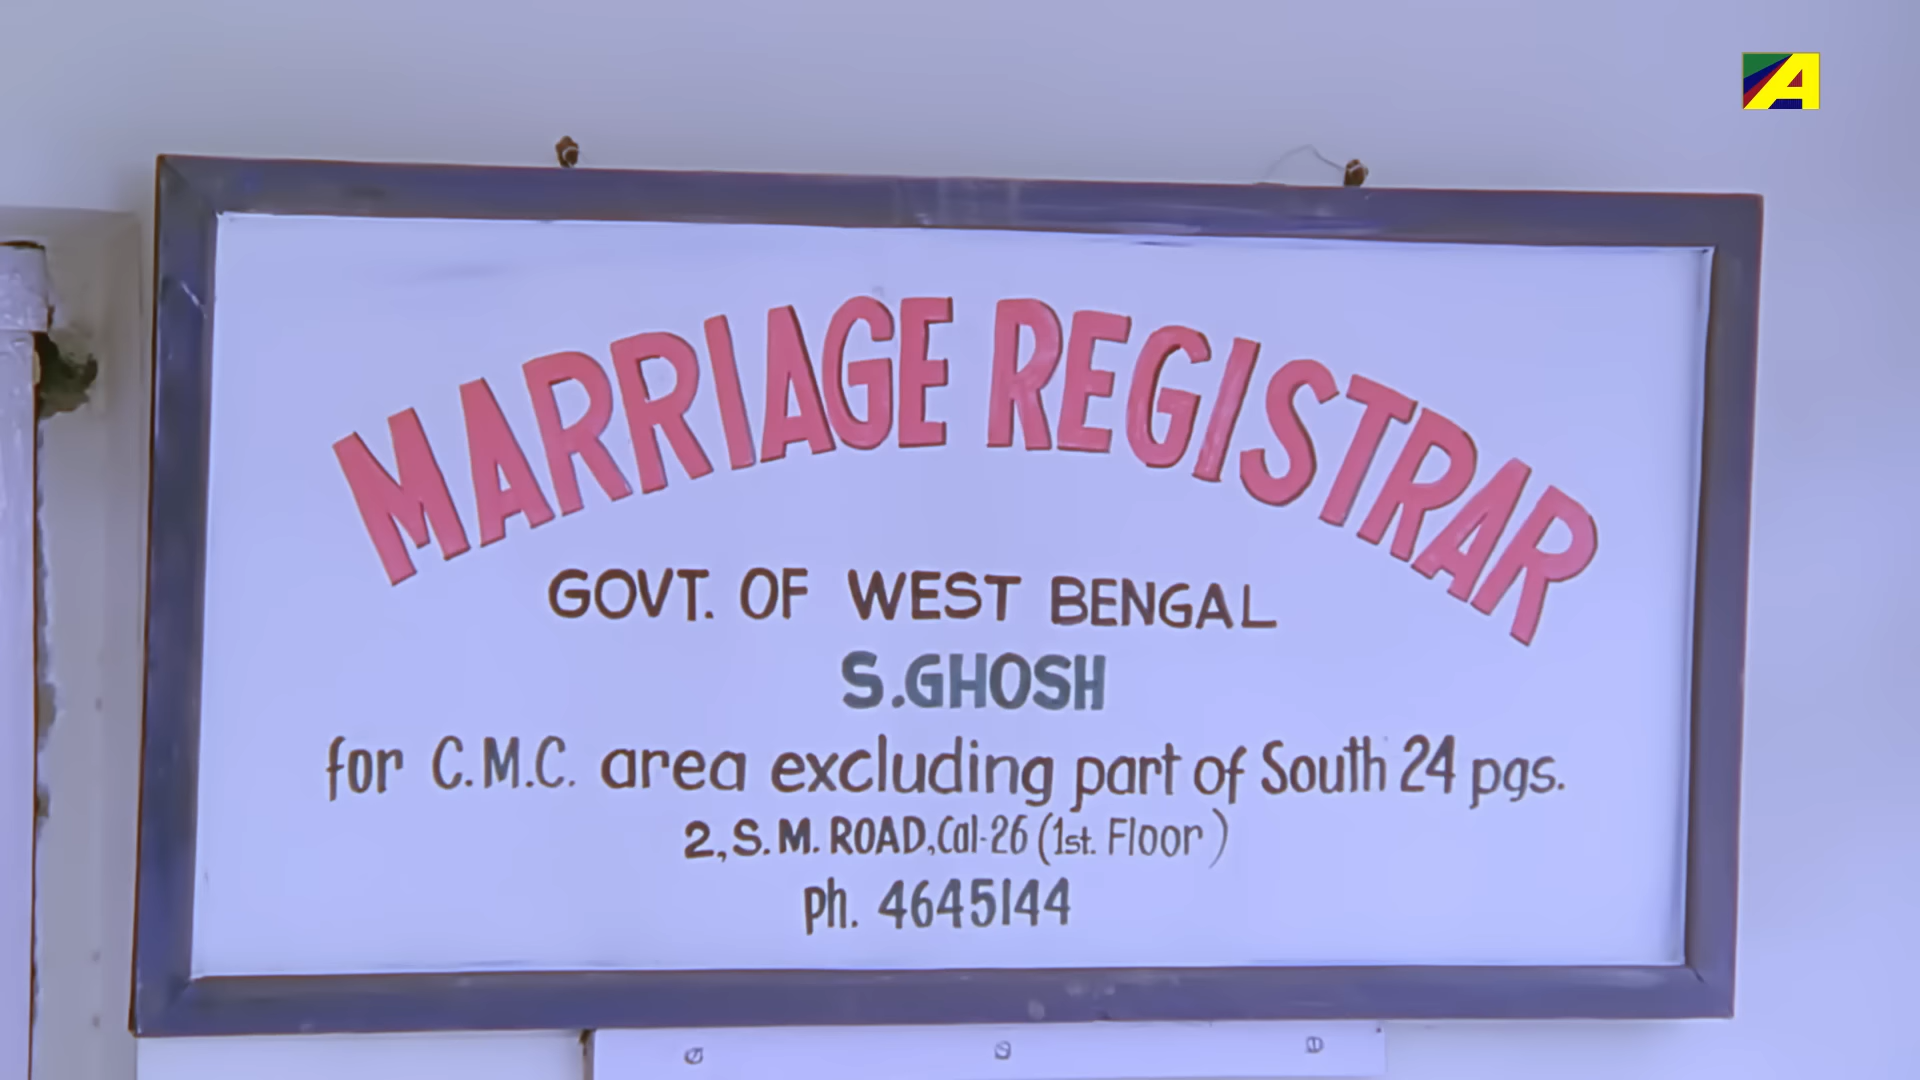 MARRIAGE REGISTRAR
GOVT. OF WEST BENGAL
S.GHOSH
for C.M.C. area excluding part of South 24 pgs.
2,S.M. ROAD,Cal-26 (1st. Floor)
ph. 4645144
A